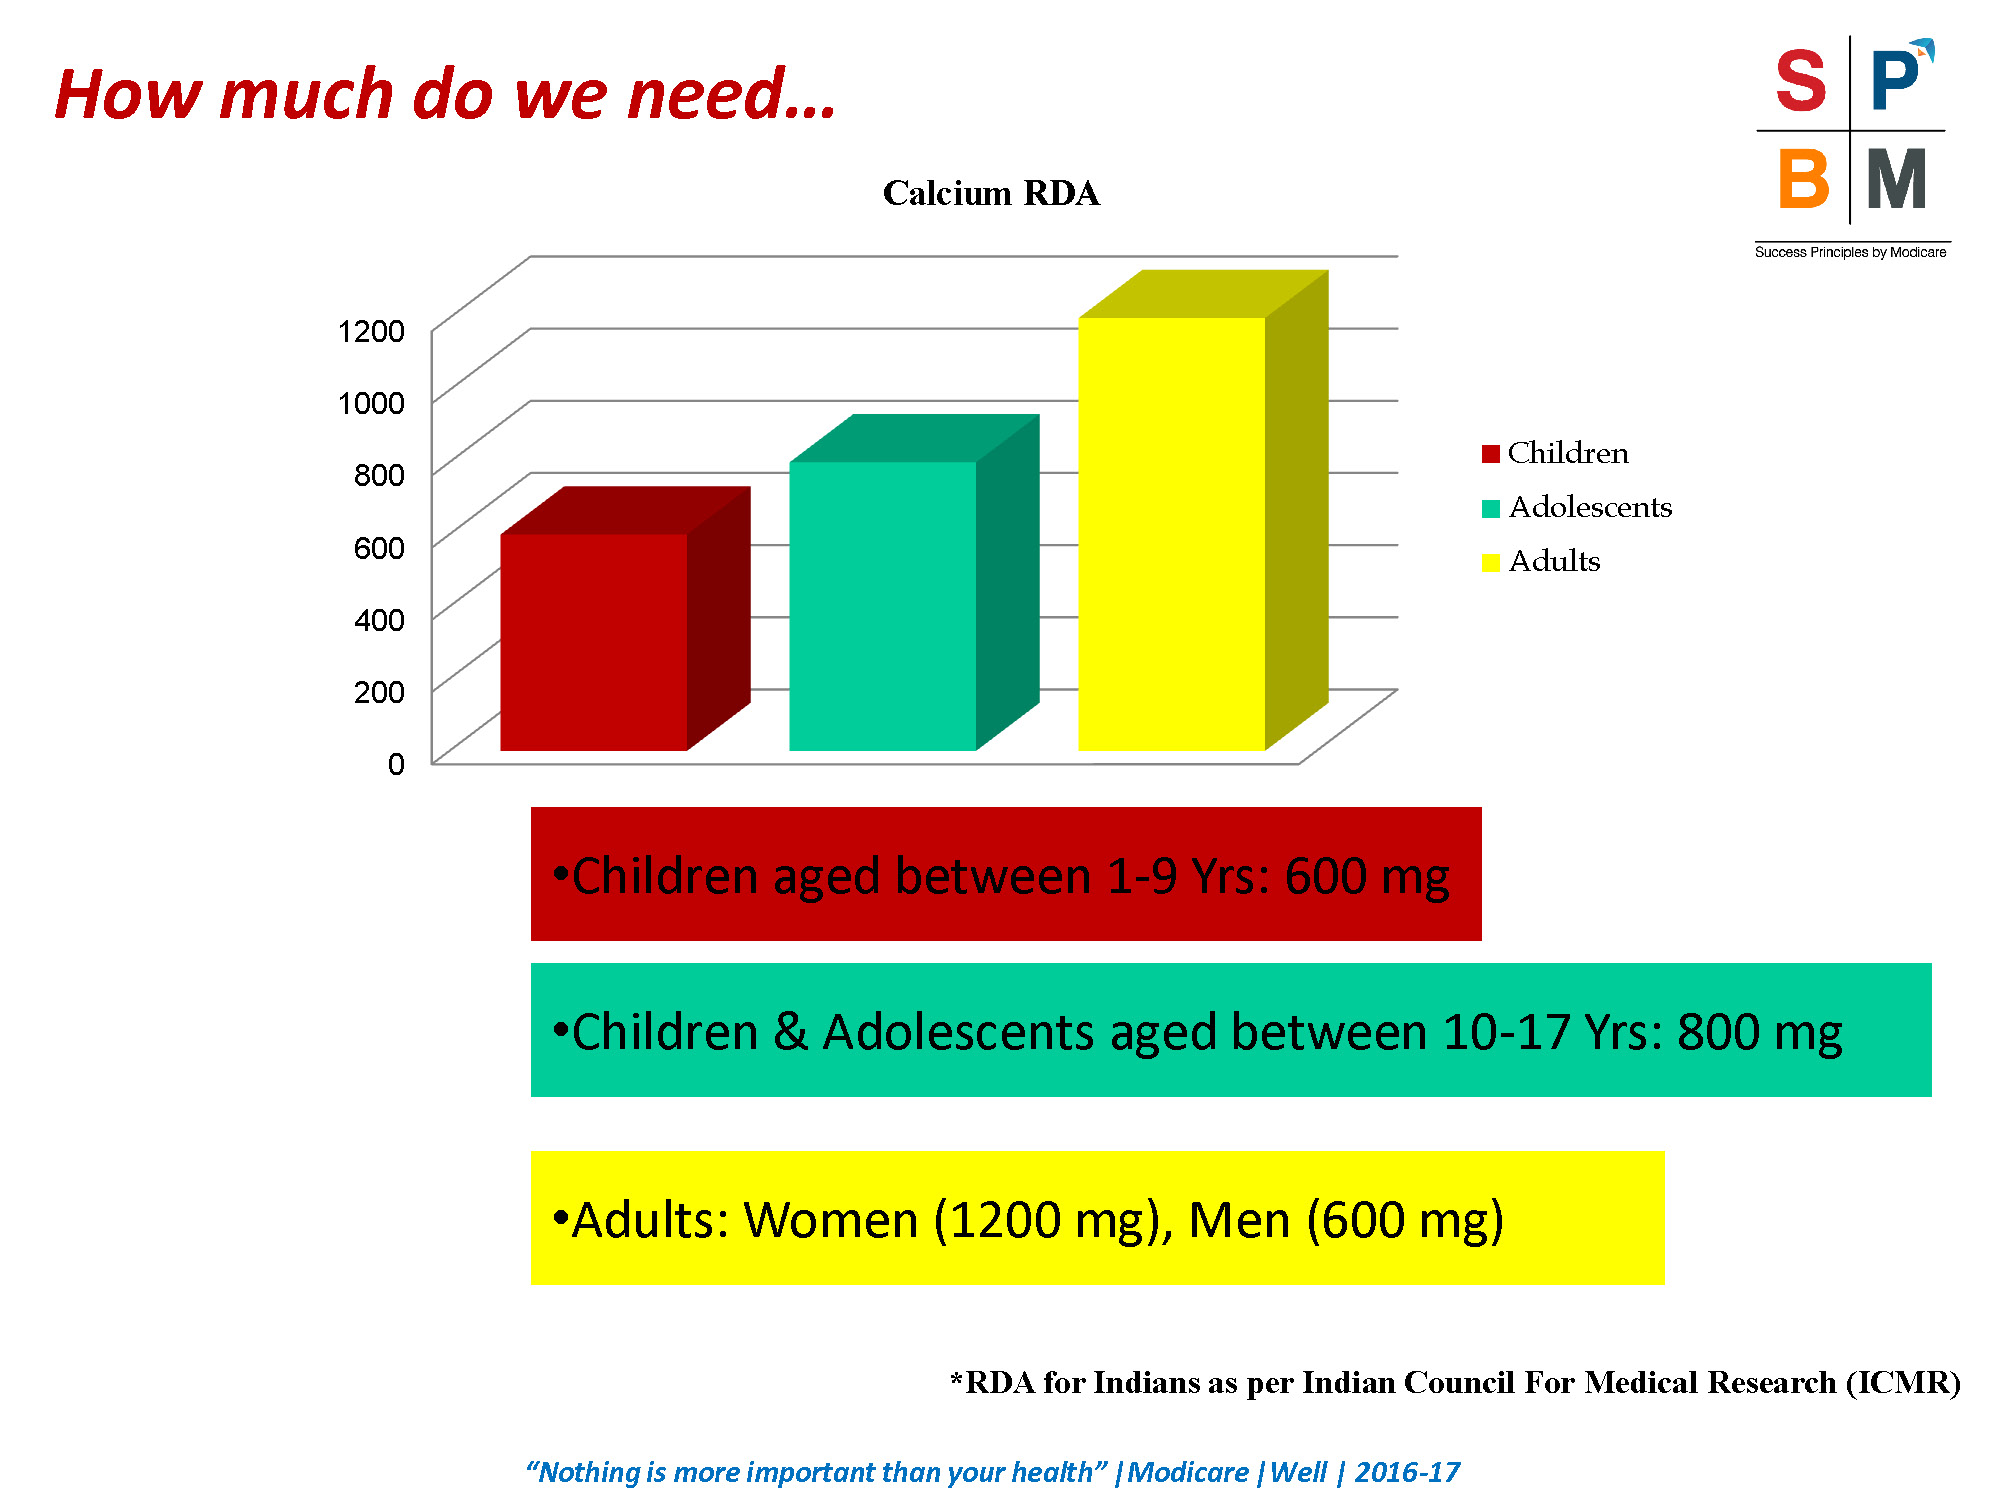 How much do we need...
S P
B M
Success Principles by Modicare
Calcium RDA
1200
1000
800
600
400
200
0
Children
Adolescents
Adults
•Children aged between 1-9 Yrs: 600 mg
•Children & Adolescents aged between 10-17 Yrs: 800 mg
•Adults: Women (1200 mg), Men (600 mg)
*RDA for Indians as per Indian Council For Medical Research (ICMR)
“Nothing is more important than your health” |Modicare |Well | 2016-17